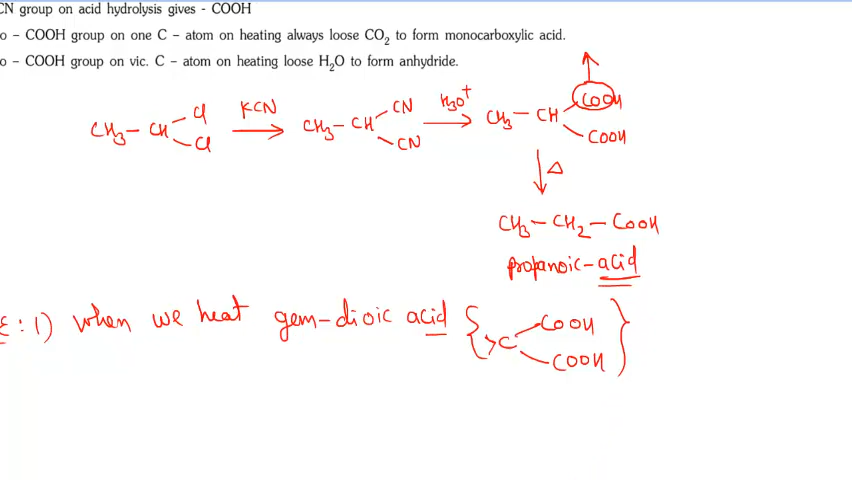 CN group on acid hydrolysis gives - COOH
o – COOH group on one C – atom on heating always loose CO₂ to form monocarboxylic acid.
o – COOH group on vic. C – atom on heating loose H₂O to form anhydride.
CH₃–CH Cl Cl KCN CH₃–CH CN CN H₃O⁺ CH₃–CH COOH COOH
Δ
CH₃–CH₂–COOH
propanoic-acid
: 1) when we heat gem-dioic acid { >C COOH COOH }